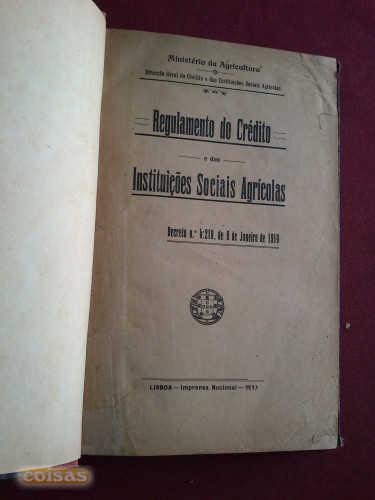 Ministério da Agricultura
Direcção Geral do Crédito e das Instituições Sociais Agrícolas
Regulamento do Crédito
e das
Instituições Sociais Agrícolas
Decreto n.º 5:219, de 8 de Janeiro de 1919
LISBOA — Imprensa Nacional — 1919
coisas